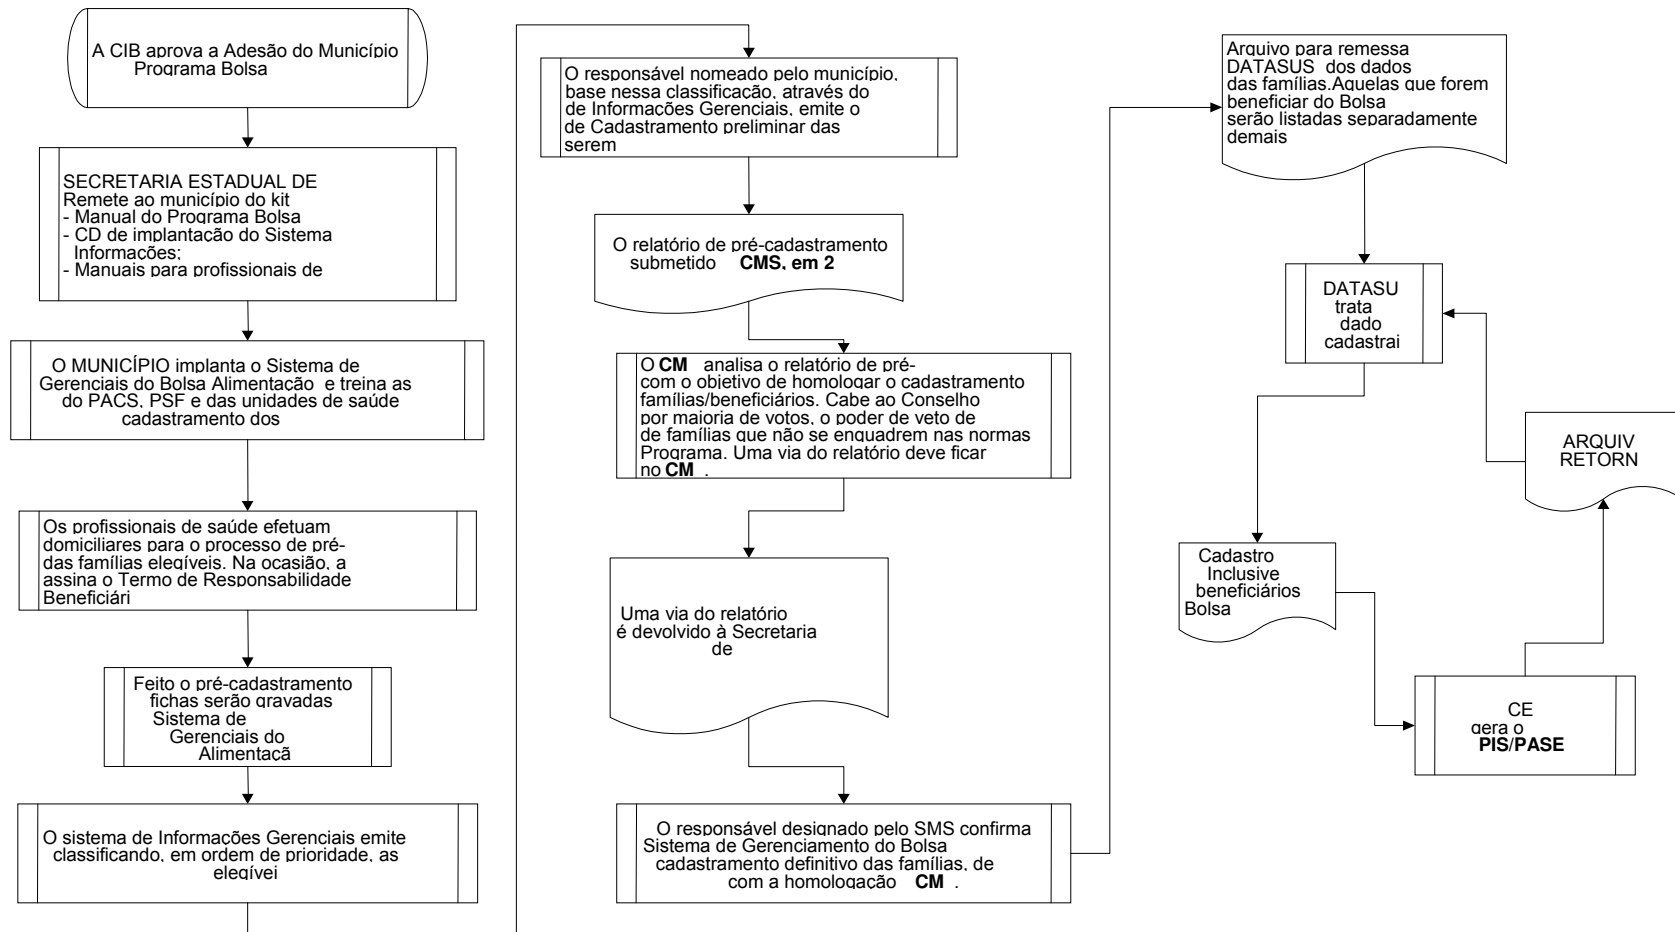 A CIB aprova a Adesão do Município
Programa Bolsa
SECRETARIA ESTADUAL DE
Remete ao município do kit
- Manual do Programa Bolsa
- CD de implantação do Sistema
Informações;
- Manuais para profissionais de
O MUNICÍPIO implanta o Sistema de
Gerenciais do Bolsa Alimentação e treina as
do PACS, PSF e das unidades de saúde
cadastramento dos
Os profissionais de saúde efetuam
domiciliares para o processo de pré-
das famílias elegíveis. Na ocasião, a
assina o Termo de Responsabilidade
Beneficiári
Feito o pré-cadastramento
fichas serão gravadas
Sistema de
Gerenciais do
Alimentaçã
O sistema de Informações Gerenciais emite
classificando, em ordem de prioridade, as
elegívei
O responsável nomeado pelo município,
base nessa classificação, através do
de Informações Gerenciais, emite o
de Cadastramento preliminar das
serem
O relatório de pré-cadastramento
submetido CMS, em 2
O CM analisa o relatório de pré-
com o objetivo de homologar o cadastramento
famílias/beneficiários. Cabe ao Conselho
por maioria de votos, o poder de veto de
de famílias que não se enquadrem nas normas
Programa. Uma via do relatório deve ficar
no CM .
Uma via do relatório
é devolvido à Secretaria
de
O responsável designado pelo SMS confirma
Sistema de Gerenciamento do Bolsa
cadastramento definitivo das famílias, de
com a homologação CM .
Arquivo para remessa
DATASUS dos dados
das famílias.Aquelas que forem
beneficiar do Bolsa
serão listadas separadamente
demais
DATASU
trata
dado
cadastrai
Cadastro
Inclusive
beneficiários
Bolsa
CE
gera o
PIS/PASE
ARQUIV
RETORN